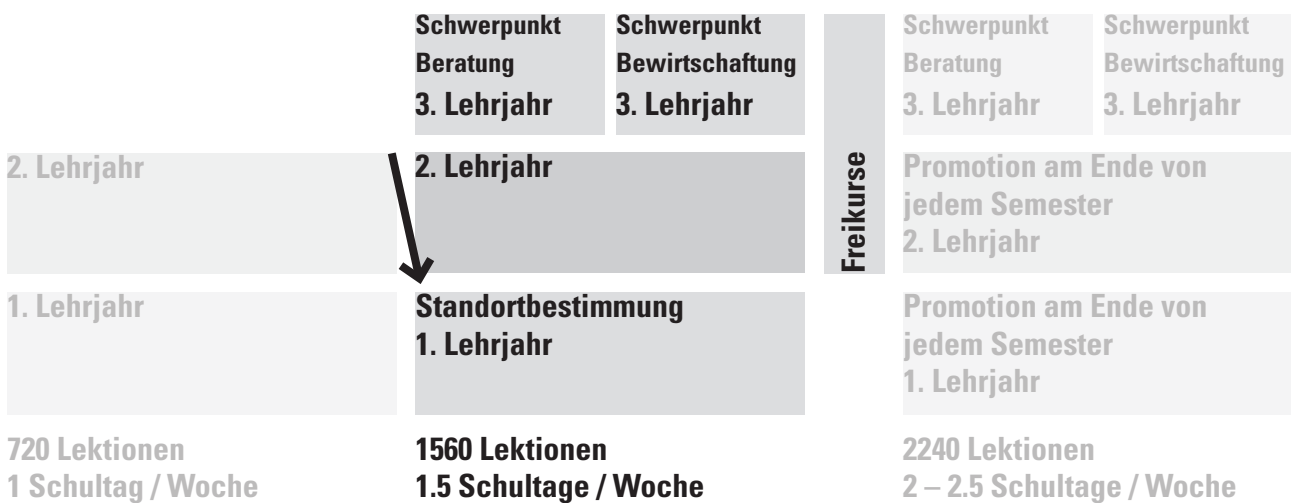 Schwerpunkt
Beratung
3. Lehrjahr
Schwerpunkt
Bewirtschaftung
3. Lehrjahr
Freikurse
Schwerpunkt
Beratung
3. Lehrjahr
Schwerpunkt
Bewirtschaftung
3. Lehrjahr
2. Lehrjahr
2. Lehrjahr
Promotion am Ende von
jedem Semester
2. Lehrjahr
1. Lehrjahr
Standortbestimmung
1. Lehrjahr
Promotion am Ende von
jedem Semester
1. Lehrjahr
720 Lektionen
1 Schultag / Woche
1560 Lektionen
1.5 Schultage / Woche
2240 Lektionen
2 – 2.5 Schultage / Woche